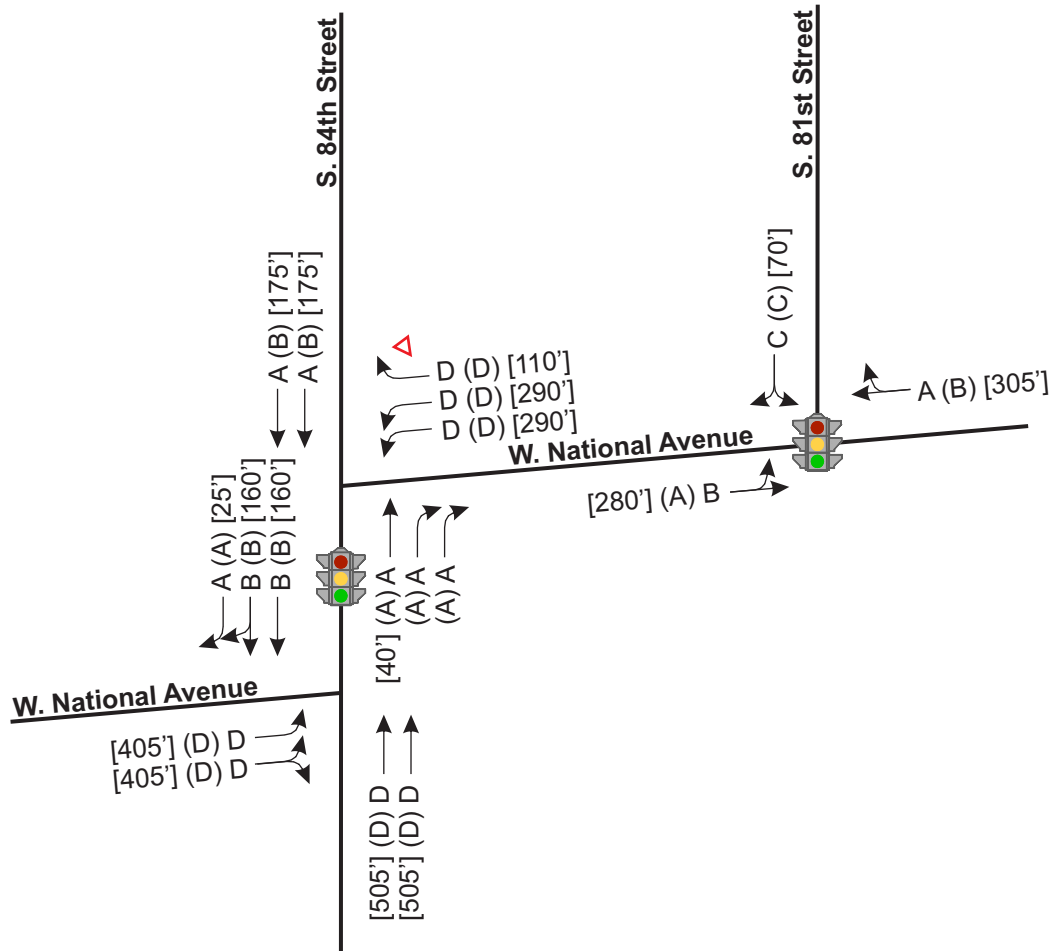 S. 84th Street
S. 81st Street
A (B) [175']
A (B) [175']
C (C) [70']
D (D) [110']
D (D) [290']
D (D) [290']
A (B) [305']
W. National Avenue
[280'] (A) B
A (A) [25']
B (B) [160']
B (B) [160']
[40'] (A) A
(A) A
(A) A
W. National Avenue
[405'] (D) D
[405'] (D) D
[505'] (D) D
[505'] (D) D